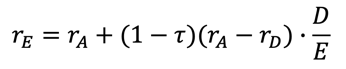 r_E = r_A + (1 − τ)(r_A − r_D) · D/E